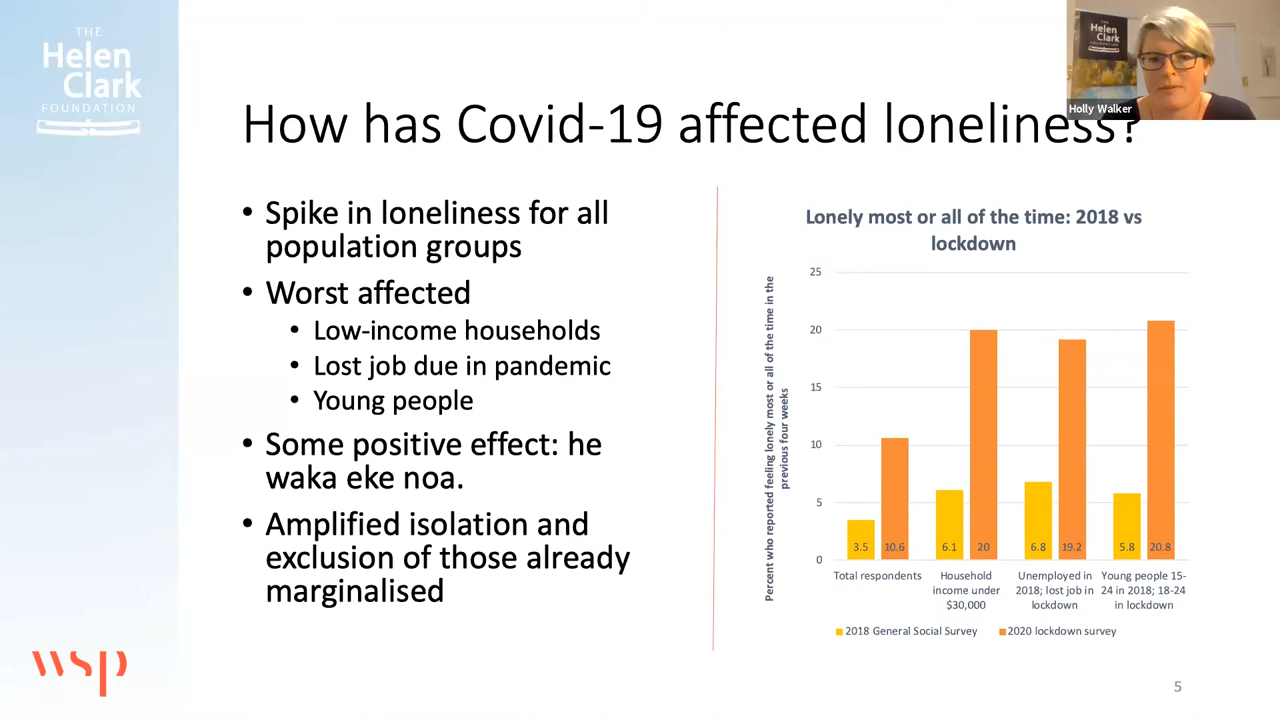 THE
Helen
Clark
FOUNDATION
How has Covid-19 affected loneliness?
• Spike in loneliness for all
population groups
• Worst affected
• Low-income households
• Lost job due in pandemic
• Young people
• Some positive effect: he
waka eke noa.
• Amplified isolation and
exclusion of those already
marginalised
Lonely most or all of the time: 2018 vs
lockdown
Percent who reported feeling lonely most or all of the time in the
previous four weeks
25
20
15
10
5
0
3.5 10.6 6.1 20 6.8 19.2 5.8 20.8
Total respondents
Household
income under
$30,000
Unemployed in
2018; lost job in
lockdown
Young people 15-
24 in 2018; 18-24
in lockdown
2018 General Social Survey 2020 lockdown survey
wsp
5
THE
Helen
Clark
FOUNDATION
Holly Walker